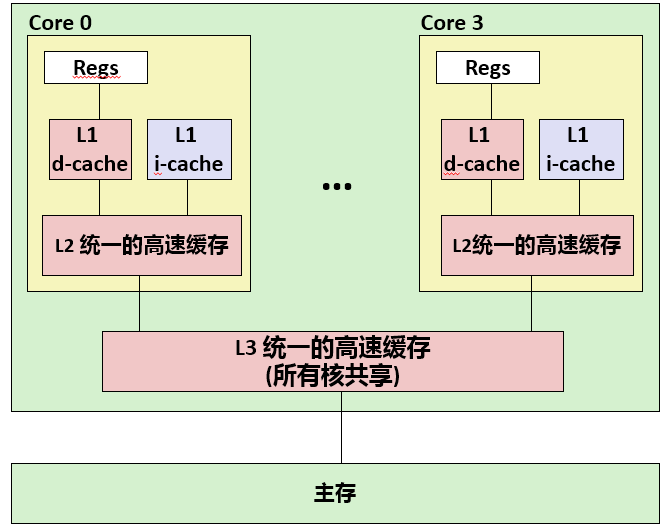 Core 0
Core 3
Regs
Regs
L1
d-cache
L1
i-cache
L1
d-cache
L1
i-cache
...
L2 统一的高速缓存
L2统一的高速缓存
L3 统一的高速缓存
(所有核共享)
主存